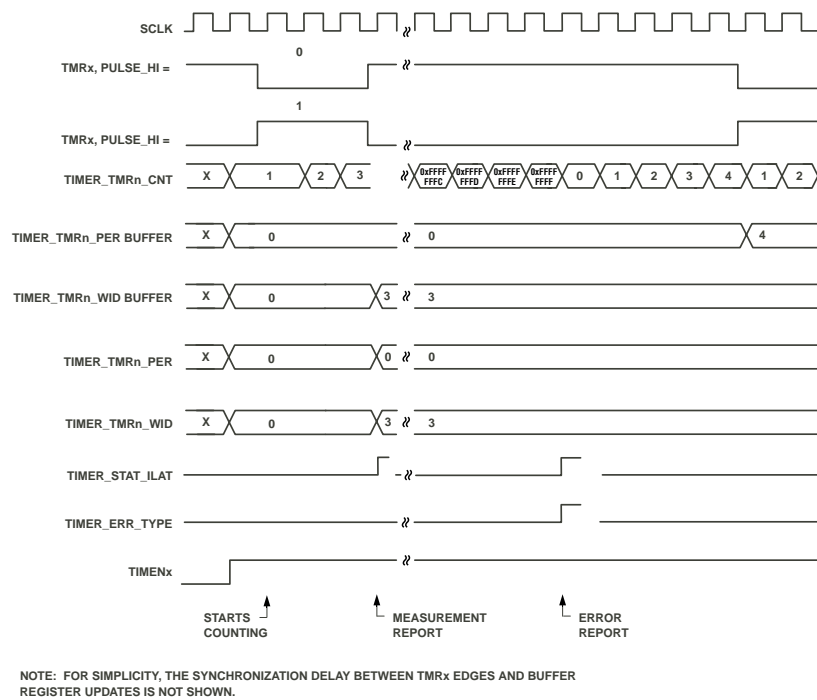 SCLK
0
TMRx, PULSE_HI =
1
TMRx, PULSE_HI =
TIMER_TMRn_CNT X 1 2 3 0xFFFF FFFC 0xFFFF FFFD 0xFFFF FFFE 0xFFFF FFFF 0 1 2 3 4 1 2
TIMER_TMRn_PER BUFFER X 0 0 4
TIMER_TMRn_WID BUFFER X 0 3 3
TIMER_TMRn_PER X 0 0 0
TIMER_TMRn_WID X 0 3 3
TIMER_STAT_ILAT
TIMER_ERR_TYPE
TIMENx
STARTS
COUNTING
MEASUREMENT
REPORT
ERROR
REPORT
NOTE: FOR SIMPLICITY, THE SYNCHRONIZATION DELAY BETWEEN TMRx EDGES AND BUFFER
REGISTER UPDATES IS NOT SHOWN.